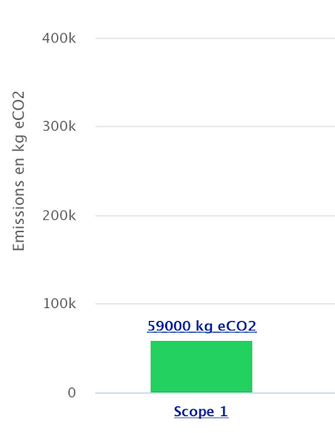 Emissions en kg eCO2
400k
300k
200k
100k
0
59000 kg eCO2
Scope 1